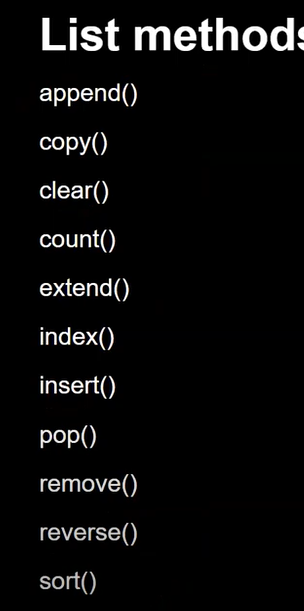 List methods
append()
copy()
clear()
count()
extend()
index()
insert()
pop()
remove()
reverse()
sort()